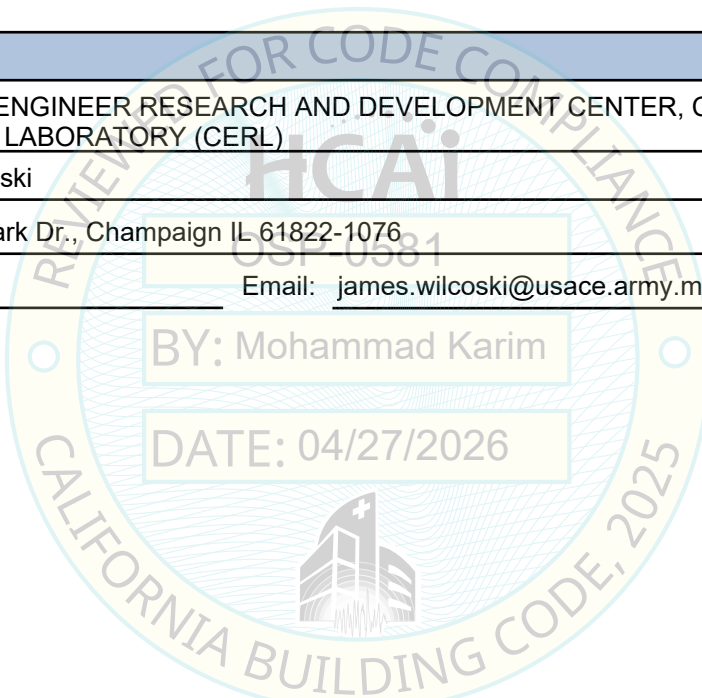 ENGINEER RESEARCH AND DEVELOPMENT CENTER, C
LABORATORY (CERL)
ski
ark Dr., Champaign IL 61822-1076
Email: james.wilcoski@usace.army.m
REVIEWED FOR CODE COMPLIANCE
HCAi
OSP-0581
BY: Mohammad Karim
DATE: 04/27/2026
CALIFORNIA BUILDING CODE, 2025